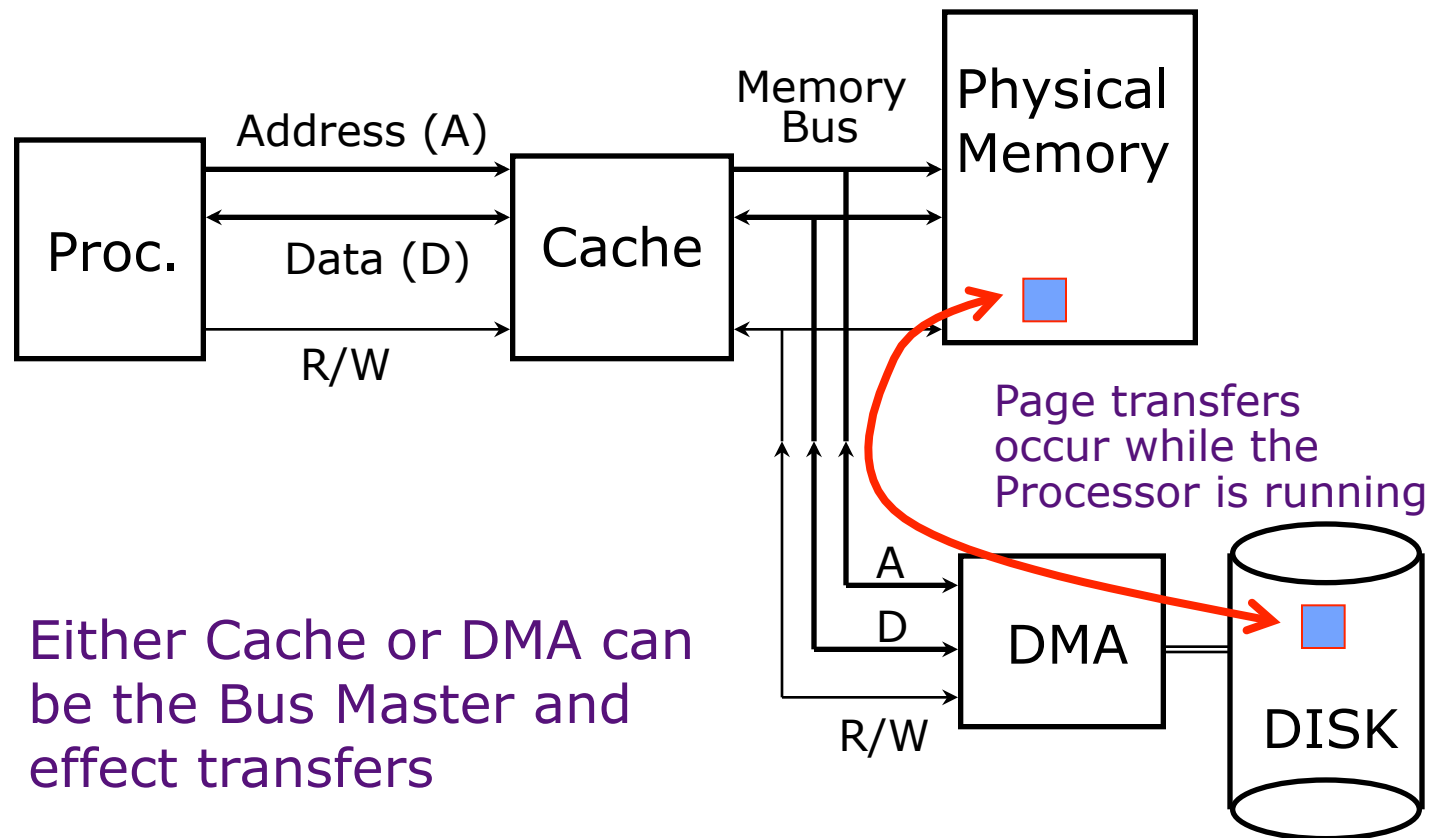 Memory
Bus
Physical
Memory
Address (A)
Proc.
Data (D)
Cache
R/W
Page transfers
occur while the
Processor is running
A
D
R/W
DMA
DISK
Either Cache or DMA can
be the Bus Master and
effect transfers